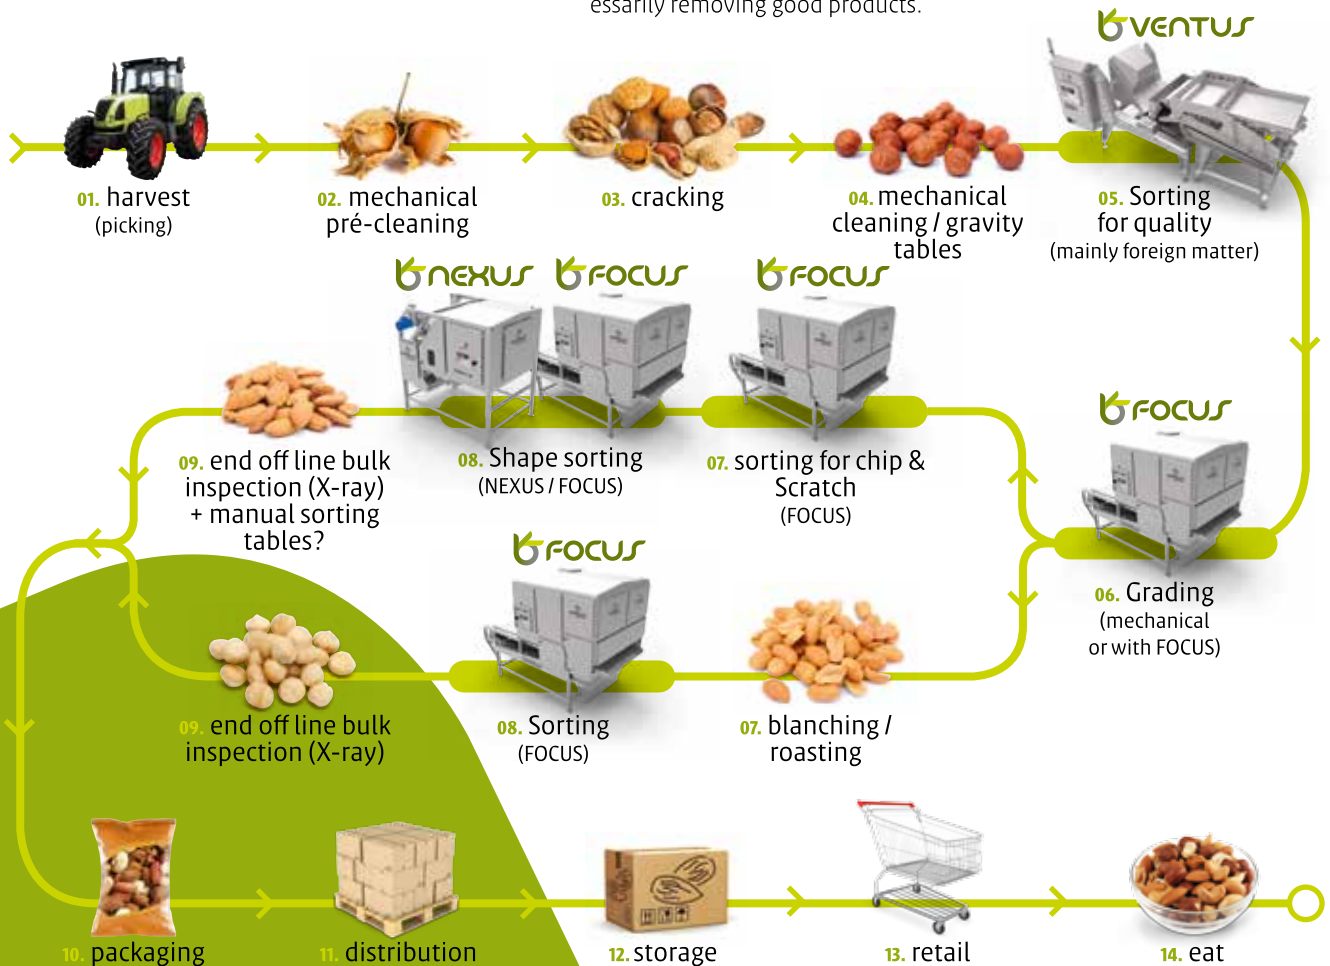 essarily removing good products.
VENTUS
01. harvest
(picking)
02. mechanical
pré-cleaning
03. cracking
04. mechanical
cleaning / gravity
tables
05. Sorting
for quality
(mainly foreign matter)
FOCUS
06. Grading
(mechanical
or with FOCUS)
FOCUS
07. sorting for chip &
Scratch
(FOCUS)
NEXUS
FOCUS
08. Shape sorting
(NEXUS / FOCUS)
09. end off line bulk
inspection (X-ray)
+ manual sorting
tables?
07. blanching /
roasting
FOCUS
08. Sorting
(FOCUS)
09. end off line bulk
inspection (X-ray)
10. packaging
11. distribution
12. storage
13. retail
14. eat